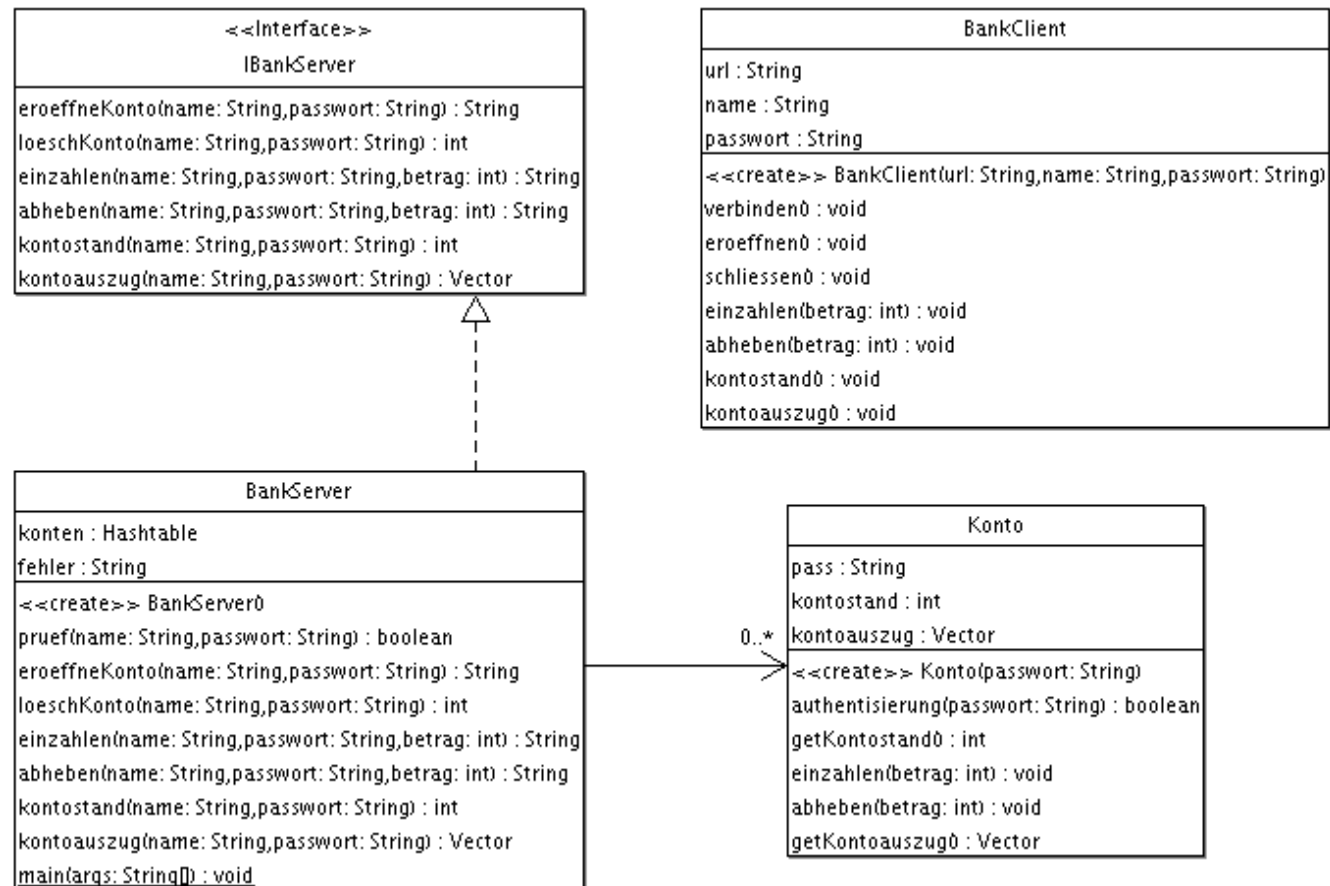 <<Interface>>
IBankServer
eroeffneKonto(name: String,passwort: String) : String
loeschKonto(name: String,passwort: String) : int
einzahlen(name: String,passwort: String,betrag: int) : String
abheben(name: String,passwort: String,betrag: int) : String
kontostand(name: String,passwort: String) : int
kontoauszug(name: String,passwort: String) : Vector
BankClient
url : String
name : String
passwort : String
<<create>> BankClient(url: String,name: String,passwort: String)
verbinden() : void
eroeffnen() : void
schliessen() : void
einzahlen(betrag: int) : void
abheben(betrag: int) : void
kontostand() : void
kontoauszug() : void
BankServer
konten : Hashtable
fehler : String
<<create>> BankServer()
pruef(name: String,passwort: String) : boolean
eroeffneKonto(name: String,passwort: String) : String
loeschKonto(name: String,passwort: String) : int
einzahlen(name: String,passwort: String,betrag: int) : String
abheben(name: String,passwort: String,betrag: int) : String
kontostand(name: String,passwort: String) : int
kontoauszug(name: String,passwort: String) : Vector
main(args: String[]) : void
0..*
Konto
pass : String
kontostand : int
kontoauszug : Vector
<<create>> Konto(passwort: String)
authentisierung(passwort: String) : boolean
getKontostand() : int
einzahlen(betrag: int) : void
abheben(betrag: int) : void
getKontoauszug() : Vector